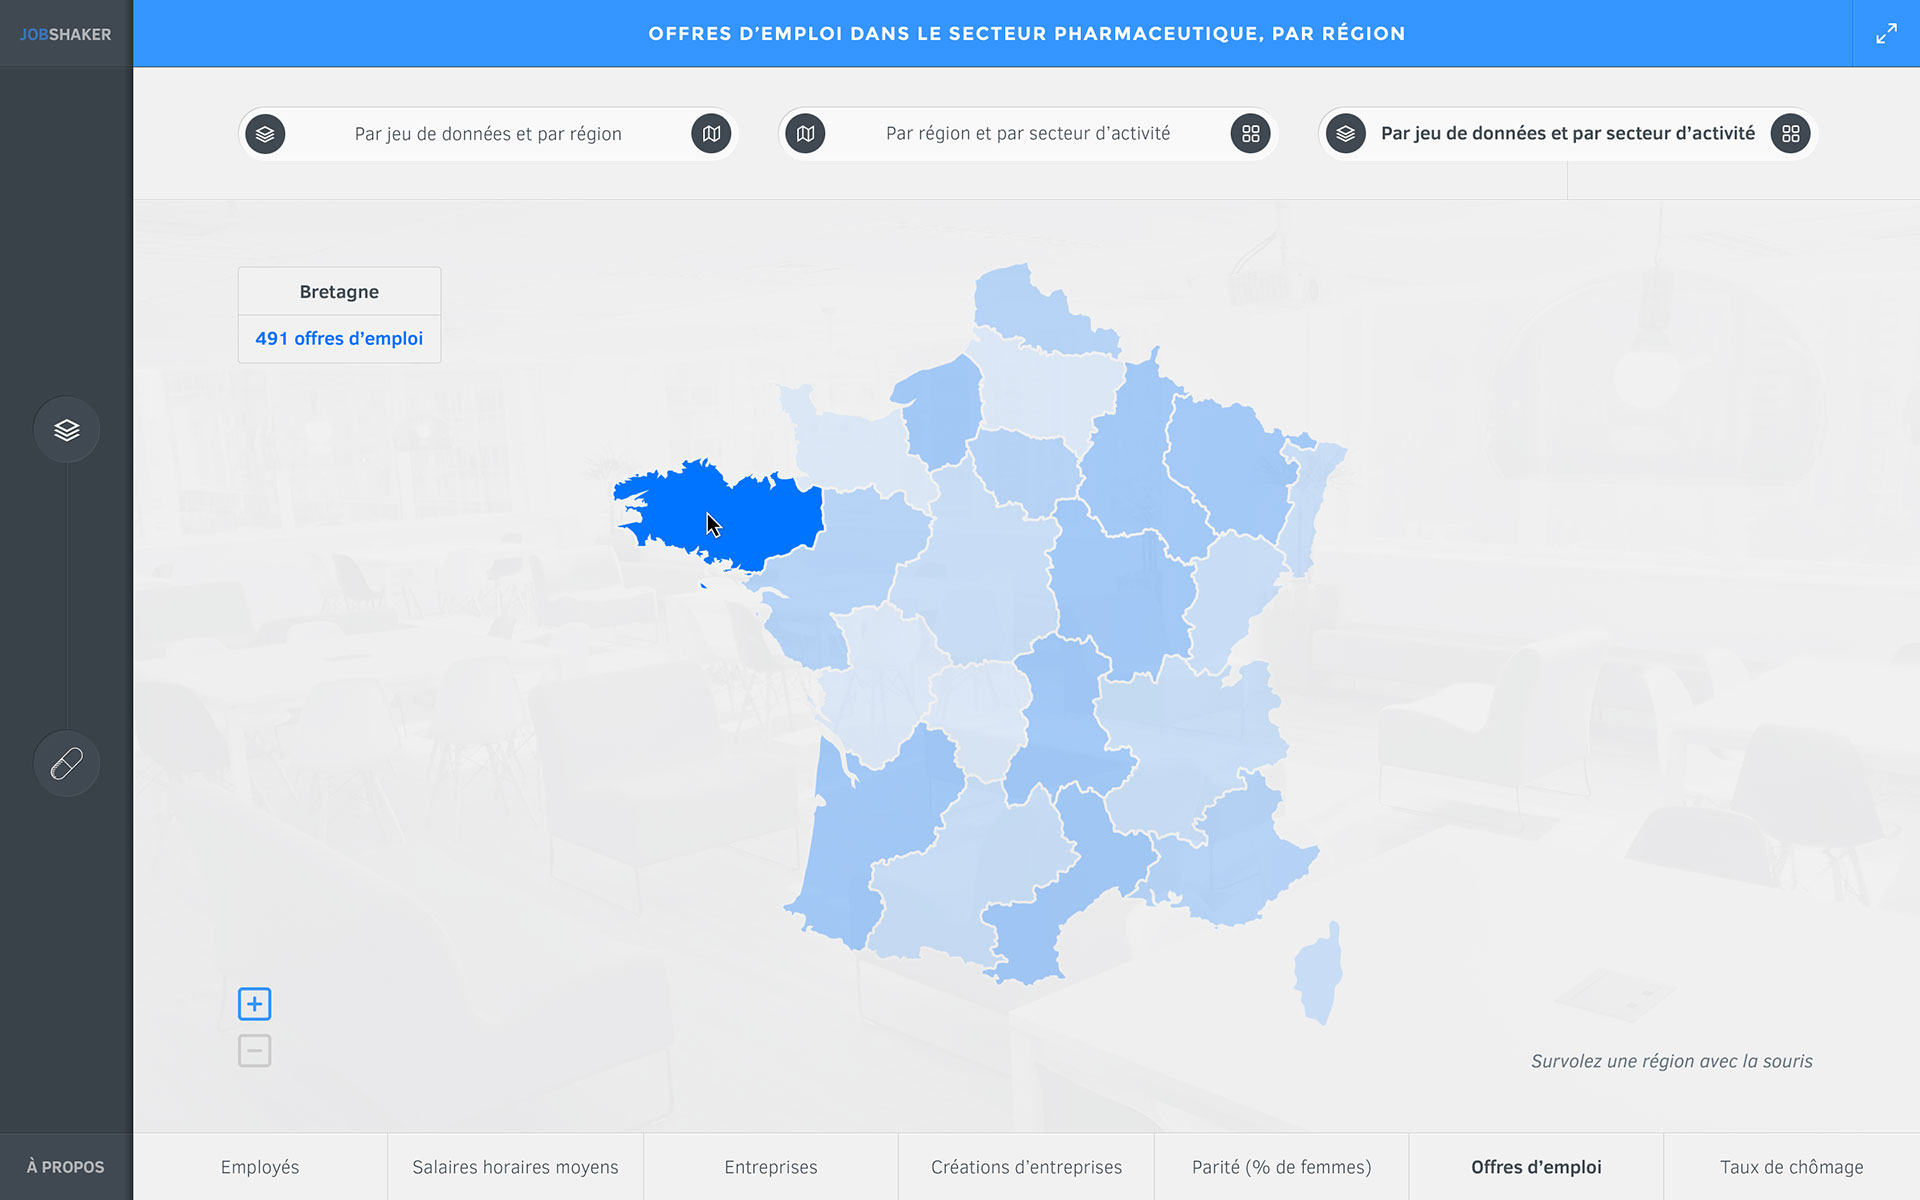 JOBSHAKER
OFFRES D’EMPLOI DANS LE SECTEUR PHARMACEUTIQUE, PAR RÉGION
Par jeu de données et par région
Par région et par secteur d’activité
Par jeu de données et par secteur d’activité
Bretagne
491 offres d’emploi
+
−
Survolez une région avec la souris
À PROPOS
Employés
Salaires horaires moyens
Entreprises
Créations d’entreprises
Parité (% de femmes)
Offres d’emploi
Taux de chômage